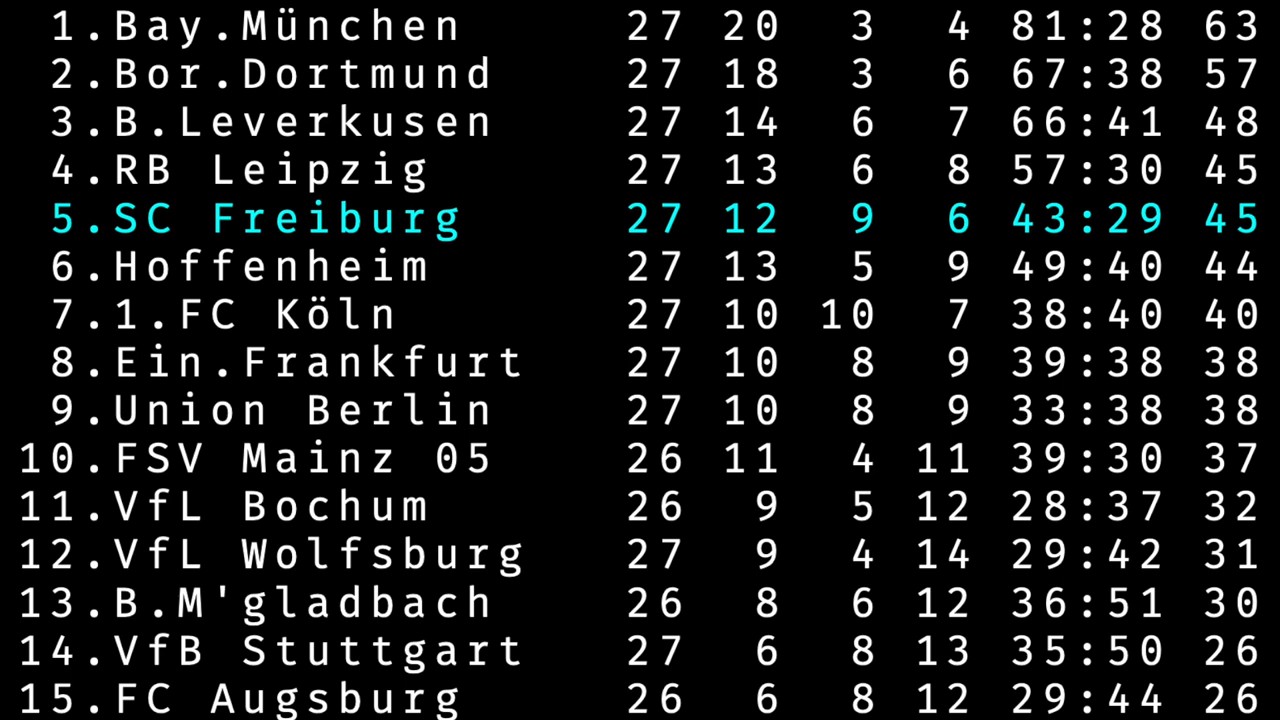 1.Bay.München 27 20 3 4 81:28 63
2.Bor.Dortmund 27 18 3 6 67:38 57
3.B.Leverkusen 27 14 6 7 66:41 48
4.RB Leipzig 27 13 6 8 57:30 45
5.SC Freiburg 27 12 9 6 43:29 45
6.Hoffenheim 27 13 5 9 49:40 44
7.1.FC Köln 27 10 10 7 38:40 40
8.Ein.Frankfurt 27 10 8 9 39:38 38
9.Union Berlin 27 10 8 9 33:38 38
10.FSV Mainz 05 26 11 4 11 39:30 37
11.VfL Bochum 26 9 5 12 28:37 32
12.VfL Wolfsburg 27 9 4 14 29:42 31
13.B.M'gladbach 26 8 6 12 36:51 30
14.VfB Stuttgart 27 6 8 13 35:50 26
15.FC Augsburg 26 6 8 12 29:44 26